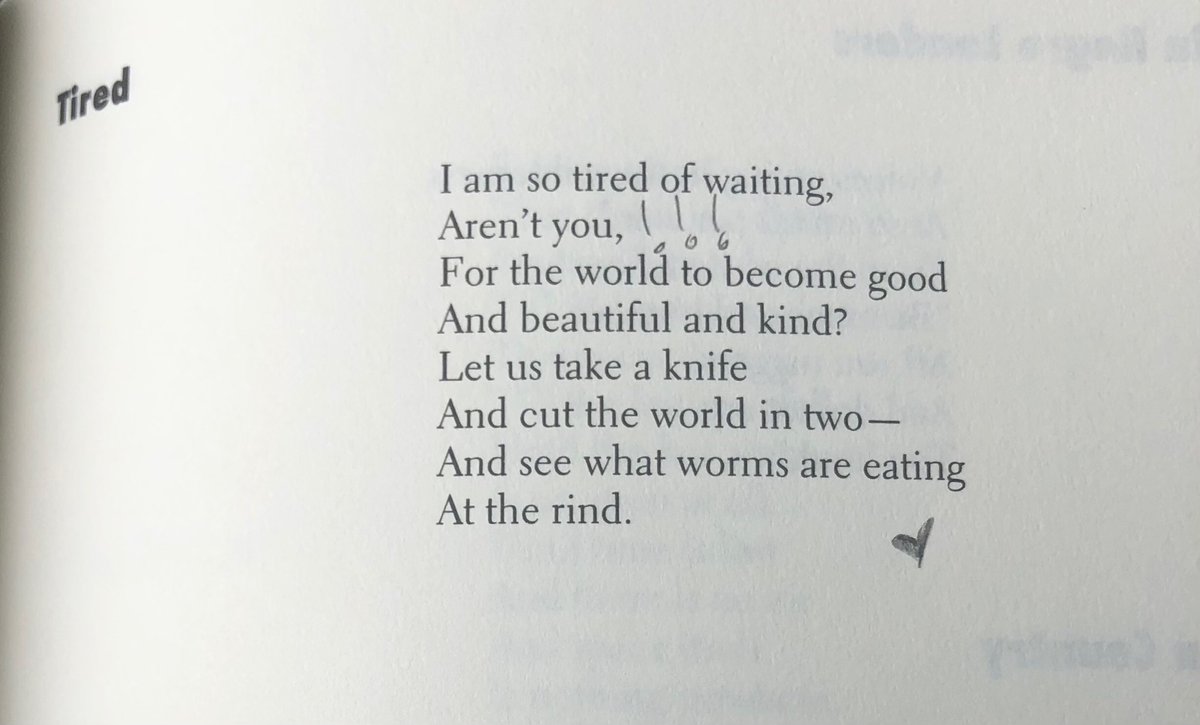 Tired
I am so tired of waiting,
Aren't you, ! ! !
For the world to become good
And beautiful and kind?
Let us take a knife
And cut the world in two—
And see what worms are eating
At the rind.